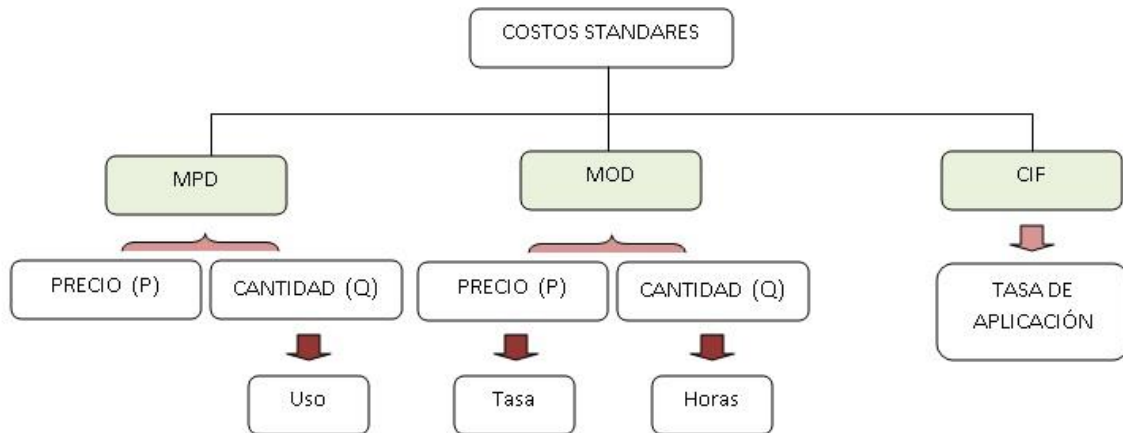 COSTOS STANDARES
MPD
MOD
CIF
PRECIO (P)
CANTIDAD (Q)
PRECIO (P)
CANTIDAD (Q)
TASA DE
APLICACIÓN
Uso
Tasa
Horas